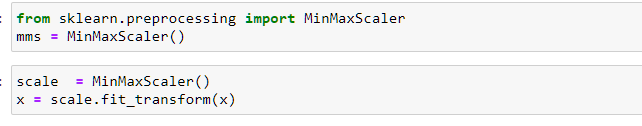 from sklearn.preprocessing import MinMaxScaler
mms = MinMaxScaler()
scale  = MinMaxScaler()
x = scale.fit_transform(x)